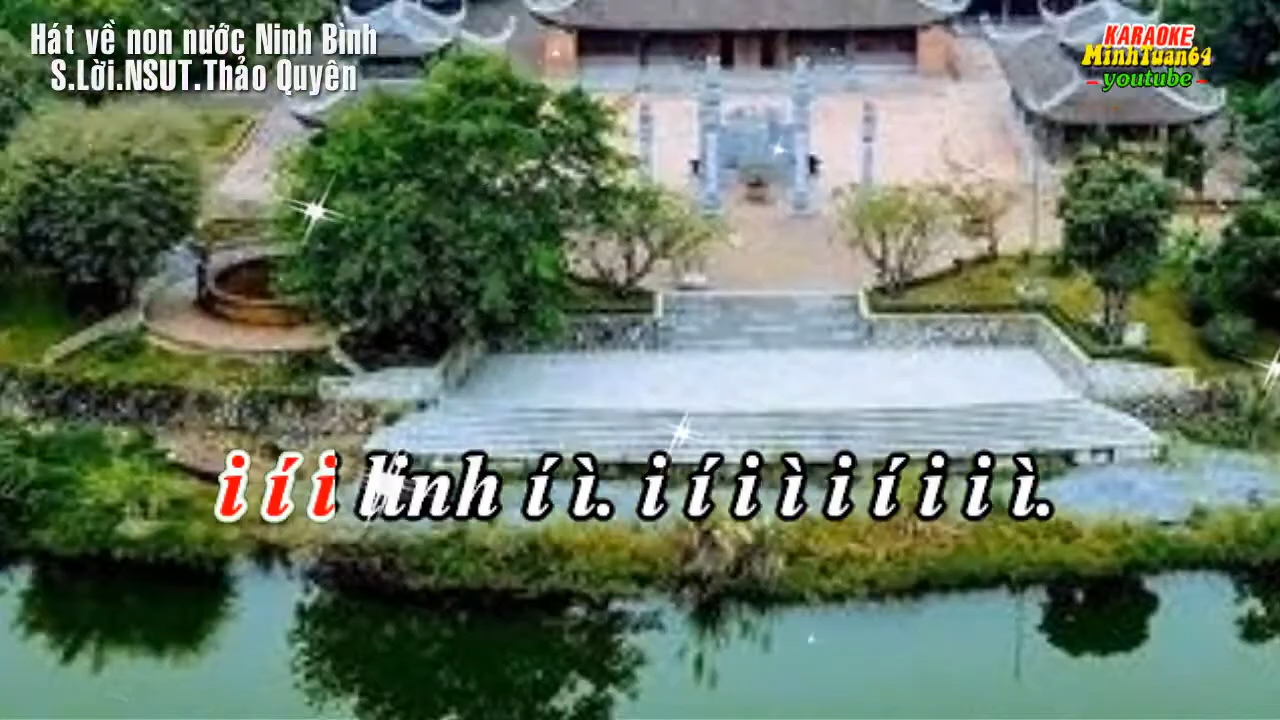 Hát về non nước Ninh Bình
S.Lời.NSUT.Thảo Quyên
KARAOKE
MinhTuan64
youtube
i í i linh í ì. i í i ì i í i i ì.